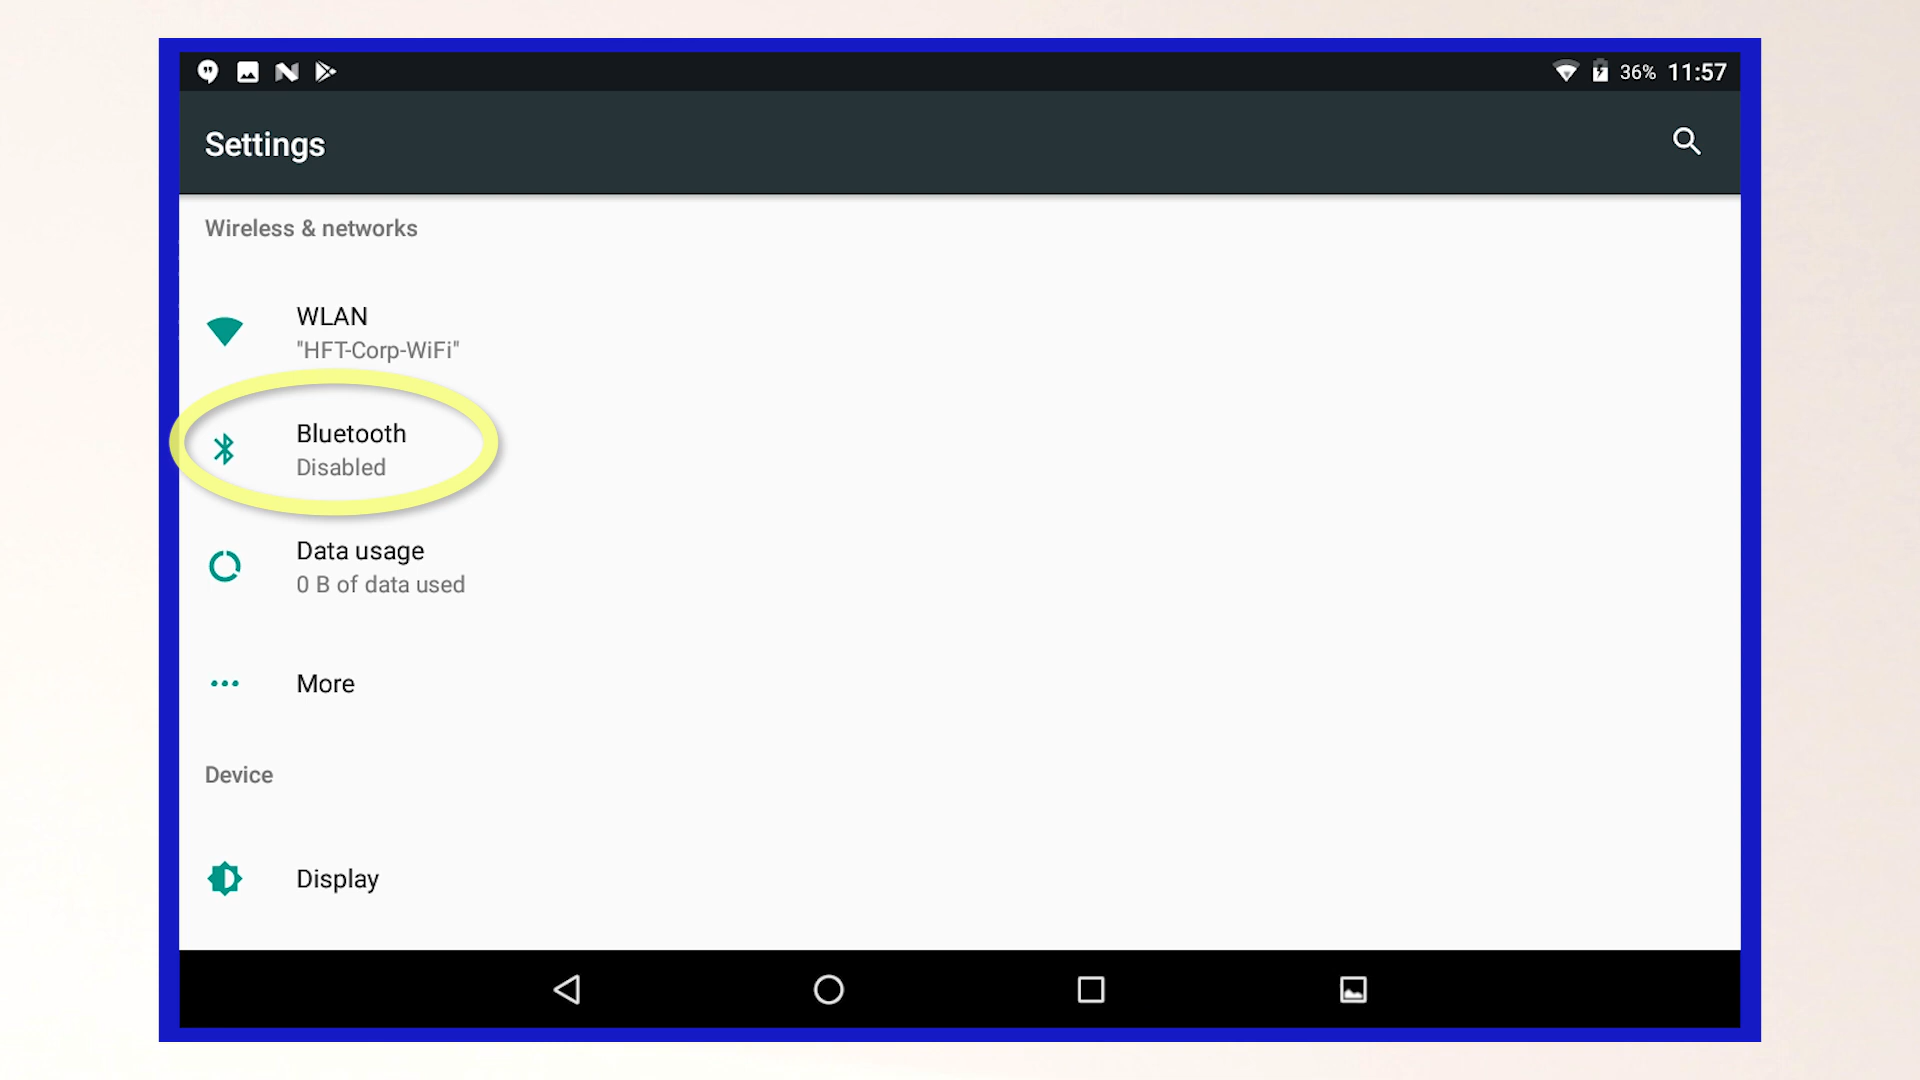 36% 11:57
Settings
Wireless & networks
WLAN
"HFT-Corp-WiFi"
Bluetooth
Disabled
Data usage
0 B of data used
More
Device
Display